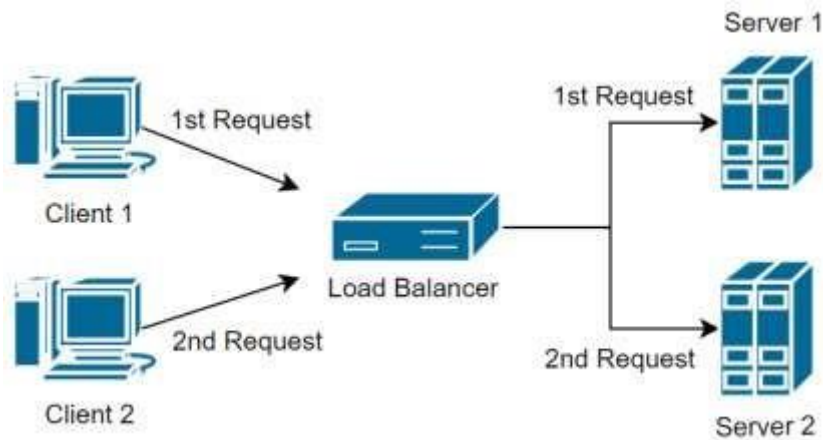 Server 1
1st Request
1st Request
Client 1
Load Balancer
2nd Request
2nd Request
Client 2
Server 2